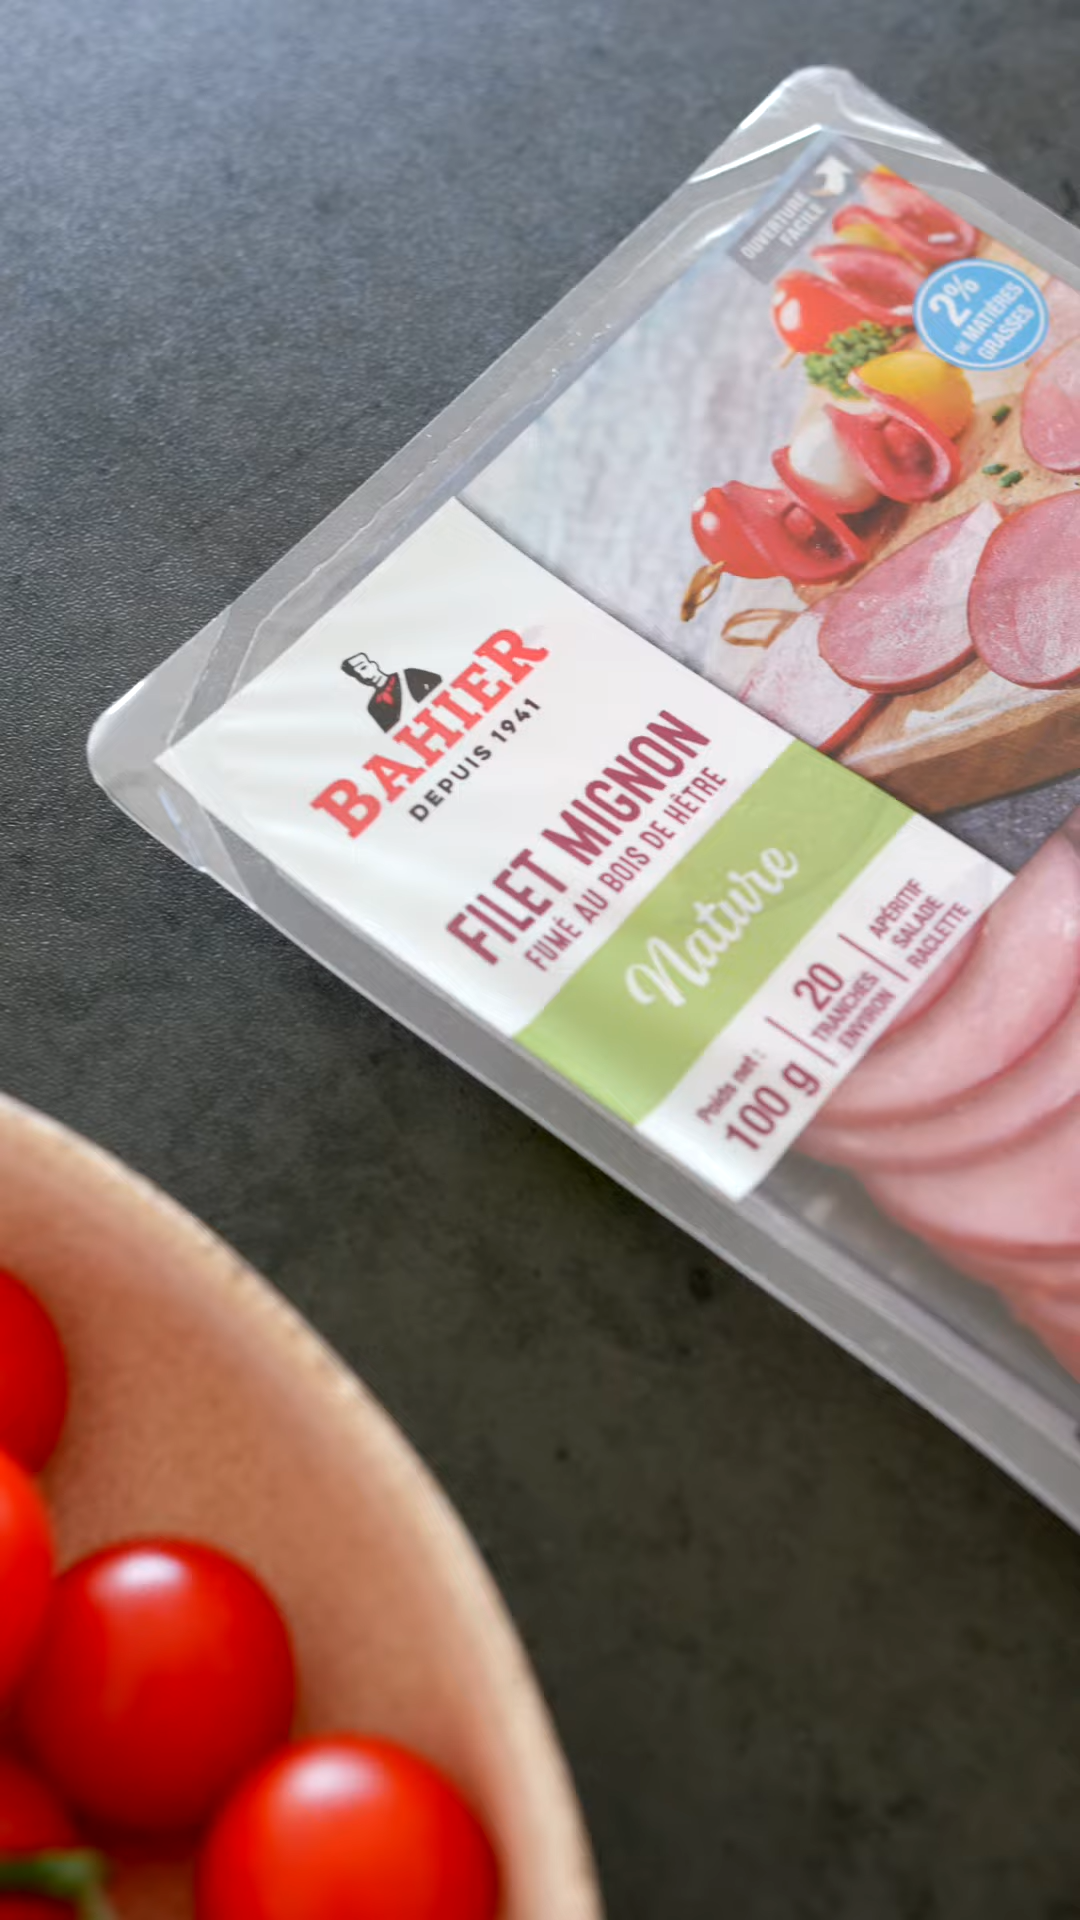 OUVERTURE
FACILE
2%
DE MATIÈRES
GRASSES
BAHIER
DEPUIS 1941
FILET MIGNON
FUMÉ AU BOIS DE HÊTRE
Nature
Poids net :
100 g
20
TRANCHES
ENVIRON
APÉRITIF
SALADE
RACLETTE